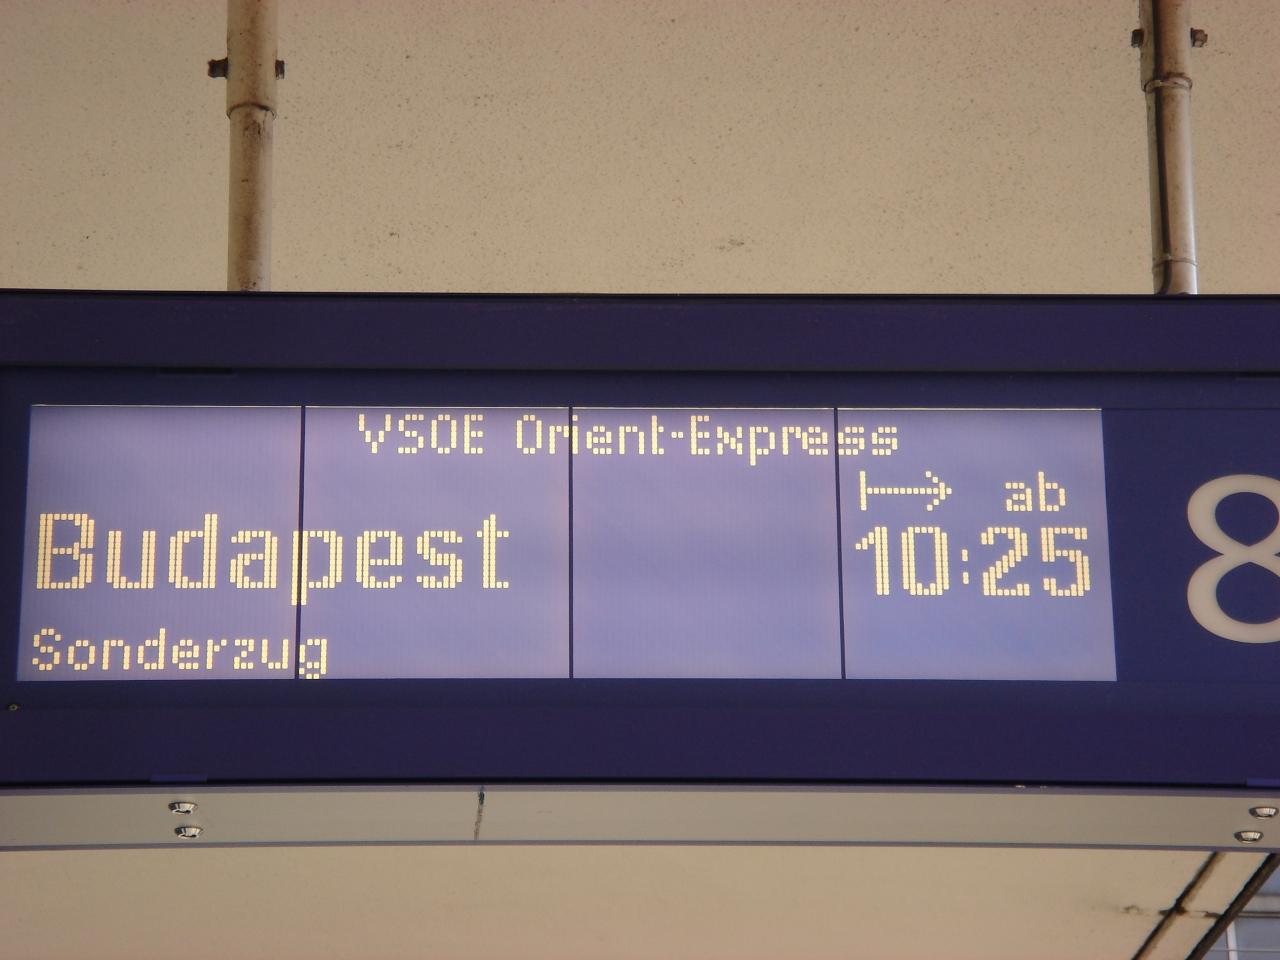 VSOE Orient-Express
ab
Budapest
10:25
8
Sonderzug